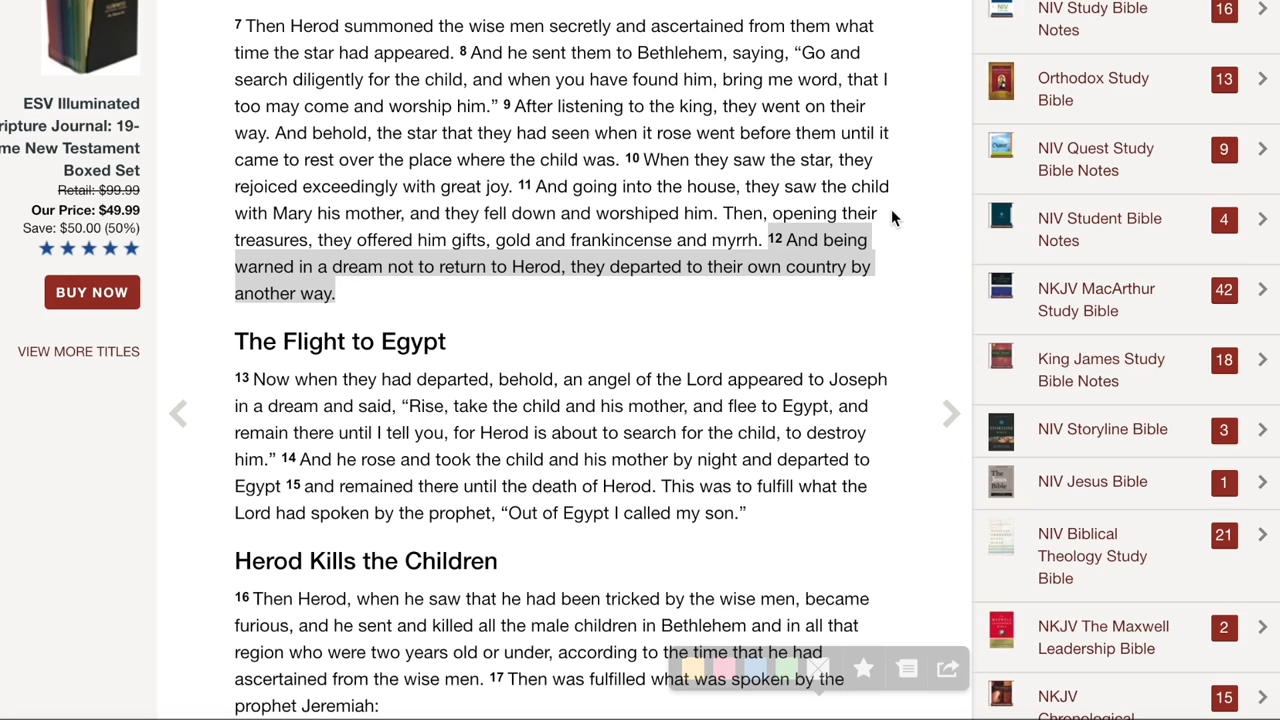 ESV Illuminated
ripture Journal: 19-
me New Testament
Boxed Set
Retail: $99.99
Our Price: $49.99
Save: $50.00 (50%)
BUY NOW
VIEW MORE TITLES
7 Then Herod summoned the wise men secretly and ascertained from them what
time the star had appeared. 8 And he sent them to Bethlehem, saying, “Go and
search diligently for the child, and when you have found him, bring me word, that I
too may come and worship him.” 9 After listening to the king, they went on their
way. And behold, the star that they had seen when it rose went before them until it
came to rest over the place where the child was. 10 When they saw the star, they
rejoiced exceedingly with great joy. 11 And going into the house, they saw the child
with Mary his mother, and they fell down and worshiped him. Then, opening their
treasures, they offered him gifts, gold and frankincense and myrrh. 12 And being
warned in a dream not to return to Herod, they departed to their own country by
another way.
The Flight to Egypt
13 Now when they had departed, behold, an angel of the Lord appeared to Joseph
in a dream and said, “Rise, take the child and his mother, and flee to Egypt, and
remain there until I tell you, for Herod is about to search for the child, to destroy
him.” 14 And he rose and took the child and his mother by night and departed to
Egypt 15 and remained there until the death of Herod. This was to fulfill what the
Lord had spoken by the prophet, “Out of Egypt I called my son.”
Herod Kills the Children
16 Then Herod, when he saw that he had been tricked by the wise men, became
furious, and he sent and killed all the male children in Bethlehem and in all that
region who were two years old or under, according to the time that he had
ascertained from the wise men. 17 Then was fulfilled what was spoken by the
prophet Jeremiah:
NIV Study Bible
Notes
16
Orthodox Study
Bible
13
NIV Quest Study
Bible Notes
9
NIV Student Bible
Notes
4
NKJV MacArthur
Study Bible
42
King James Study
Bible Notes
18
NIV Storyline Bible
3
NIV Jesus Bible
1
NIV Biblical
Theology Study
Bible
21
NKJV The Maxwell
Leadership Bible
2
NKJV
Chronological
15